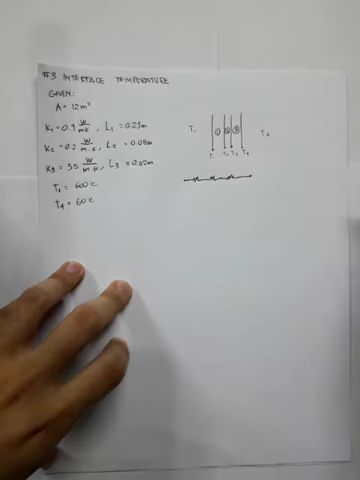 #3 INTERFACE TEMPERATURE
GIVEN:
A = 12m²
K₁ = 0.9 W/mK , L₁ = 0.25m
K₂ = 0.2 W/m·K , L₂ = 0.08m
K₃ = 35 W/m·K , L₃ = 0.02m
T₁ = 600°C
T₄ = 60°C
T₁ ① ② ③ T₄
T₁ T₂ T₃ T₄